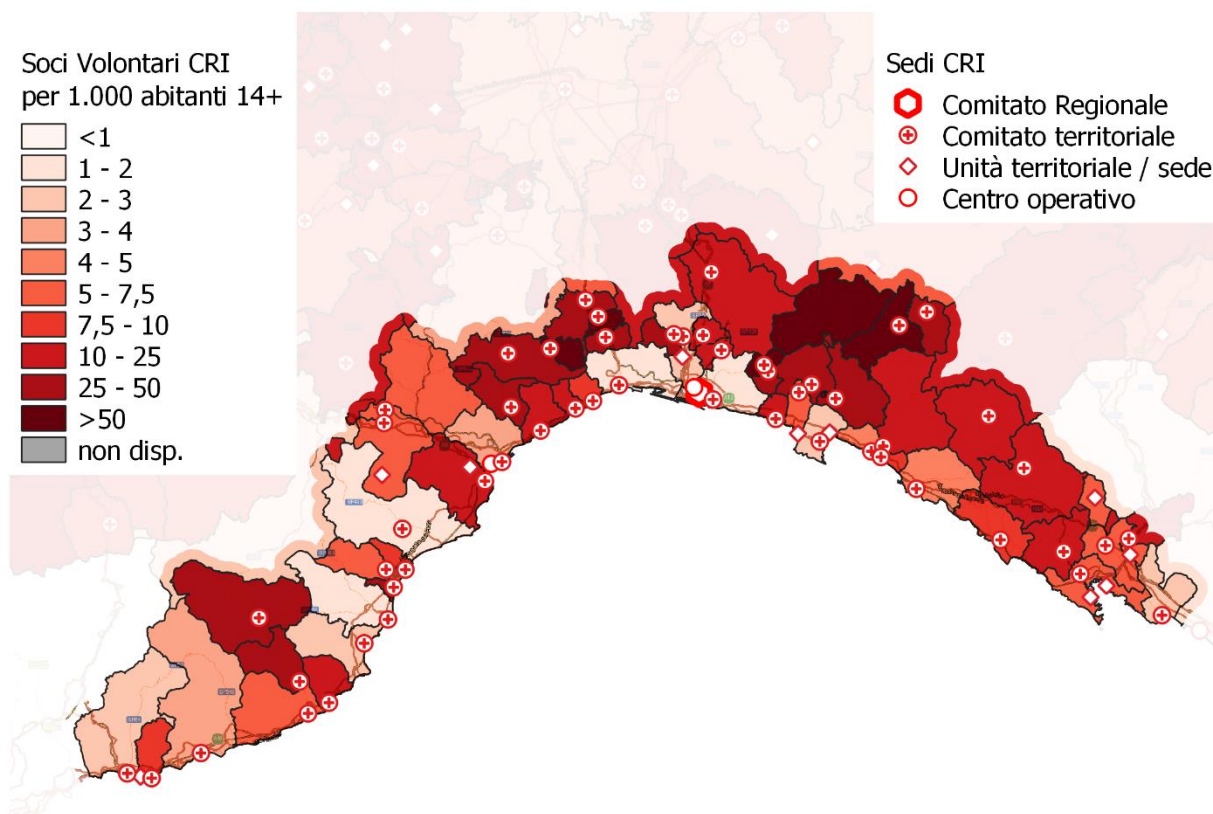 Soci Volontari CRI
per 1.000 abitanti 14+
<1
1 - 2
2 - 3
3 - 4
4 - 5
5 - 7,5
7,5 - 10
10 - 25
25 - 50
>50
non disp.
Sedi CRI
Comitato Regionale
Comitato territoriale
Unità territoriale / sede
Centro operativo